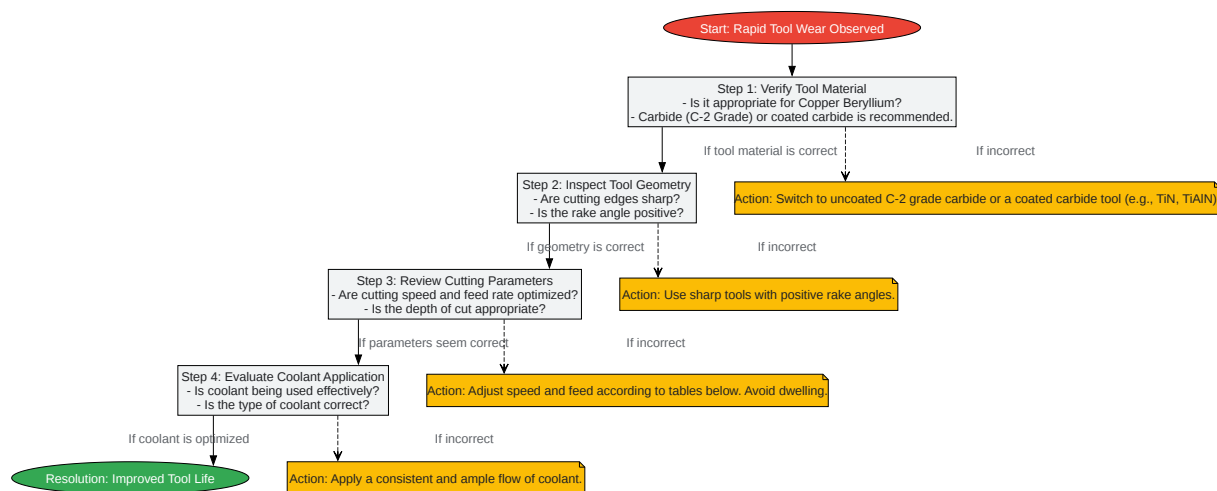 Start: Rapid Tool Wear Observed
Step 1: Verify Tool Material
- Is it appropriate for Copper Beryllium?
- Carbide (C-2 Grade) or coated carbide is recommended.
If tool material is correct
If incorrect
Step 2: Inspect Tool Geometry
- Are cutting edges sharp?
- Is the rake angle positive?
Action: Switch to uncoated C-2 grade carbide or a coated carbide tool (e.g., TiN, TiAlN)
If geometry is correct
If incorrect
Step 3: Review Cutting Parameters
- Are cutting speed and feed rate optimized?
- Is the depth of cut appropriate?
Action: Use sharp tools with positive rake angles.
If parameters seem correct
If incorrect
Step 4: Evaluate Coolant Application
- Is coolant being used effectively?
- Is the type of coolant correct?
Action: Adjust speed and feed according to tables below. Avoid dwelling.
If coolant is optimized
If incorrect
Resolution: Improved Tool Life
Action: Apply a consistent and ample flow of coolant.